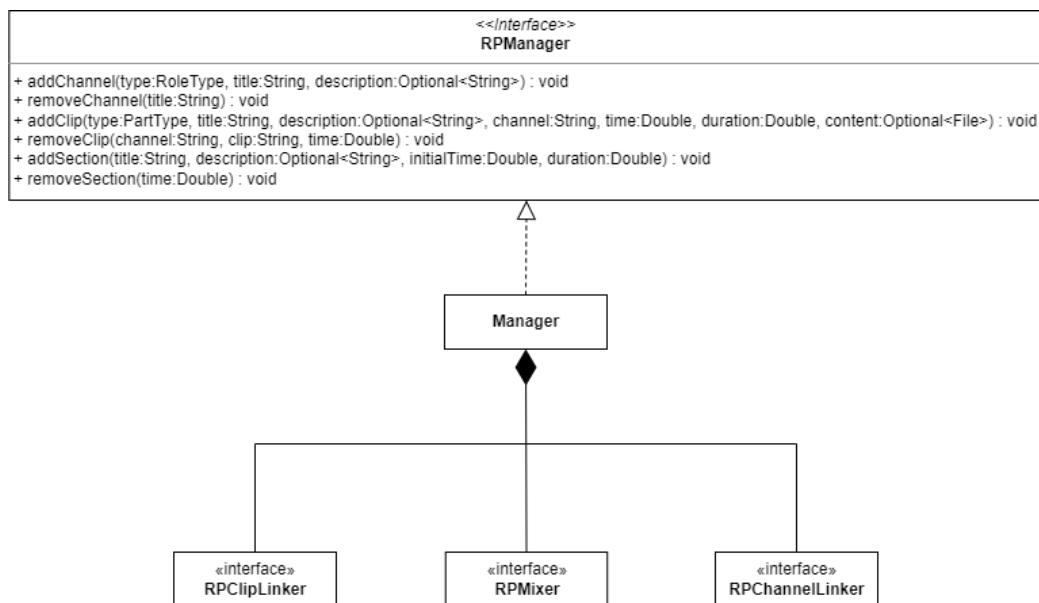 <<Interface>>
RPManager
+ addChannel(type:RoleType, title:String, description:Optional<String>) : void
+ removeChannel(title:String) : void
+ addClip(type:PartType, title:String, description:Optional<String>, channel:String, time:Double, duration:Double, content:Optional<File>) : void
+ removeClip(channel:String, clip:String, time:Double) : void
+ addSection(title:String, description:Optional<String>, initialTime:Double, duration:Double) : void
+ removeSection(time:Double) : void
Manager
«interface» «interface» «interface»
RPClipLinker RPMixer RPChannelLinker